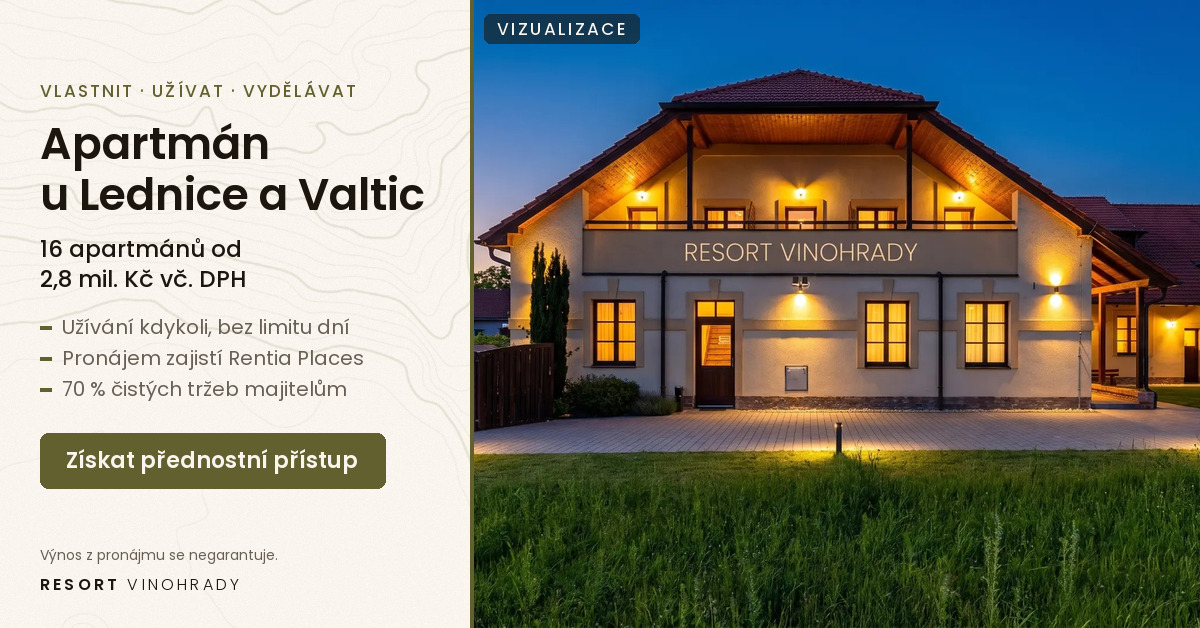 VLASTNIT · UŽÍVAT · VYDĚLÁVAT
Apartmán
u Lednice a Valtic
16 apartmánů od
2,8 mil. Kč vč. DPH
Užívání kdykoli, bez limitu dní
Pronájem zajistí Rentia Places
70 % čistých tržeb majitelům
Získat přednostní přístup
Výnos z pronájmu se negarantuje.
RESORT VINOHRADY
VIZUALIZACE
RESORT VINOHRADY